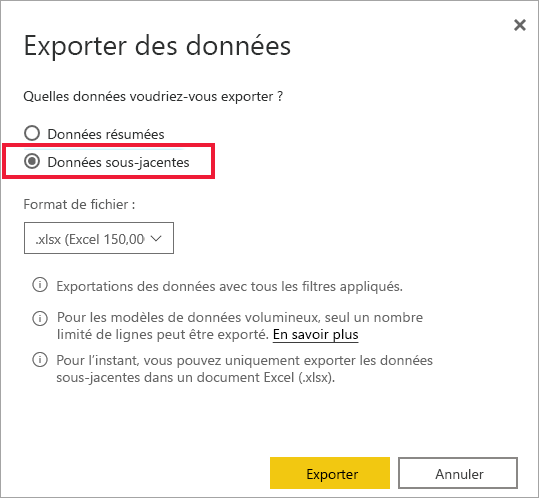 Exporter des données
Quelles données voudriez-vous exporter ?
Données résumées
Données sous-jacentes
Format de fichier :
.xlsx (Excel 150,00
Exportations des données avec tous les filtres appliqués.
Pour les modèles de données volumineux, seul un nombre
limité de lignes peut être exporté. En savoir plus
Pour l'instant, vous pouvez uniquement exporter les données
sous-jacentes dans un document Excel (.xlsx).
Exporter
Annuler